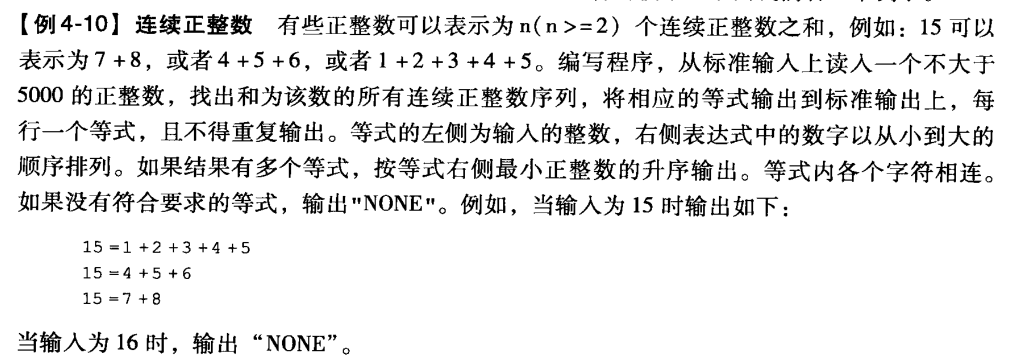 【例4-10】 连续正整数 有些正整数可以表示为n(n>=2) 个连续正整数之和，例如：15 可以
表示为7+8，或者4+5+6，或者1+2+3+4+5。编写程序，从标准输入上读入一个不大于
5000 的正整数，找出和为该数的所有连续正整数序列，将相应的等式输出到标准输出上，每
行一个等式，且不得重复输出。等式的左侧为输入的整数，右侧表达式中的数字以从小到大的
顺序排列。如果结果有多个等式，按等式右侧最小正整数的升序输出。等式内各个字符相连。
如果没有符合要求的等式，输出"NONE"。例如，当输入为 15 时输出如下：
15=1+2+3+4+5
15=4+5+6
15=7+8
当输入为 16 时，输出“NONE”。